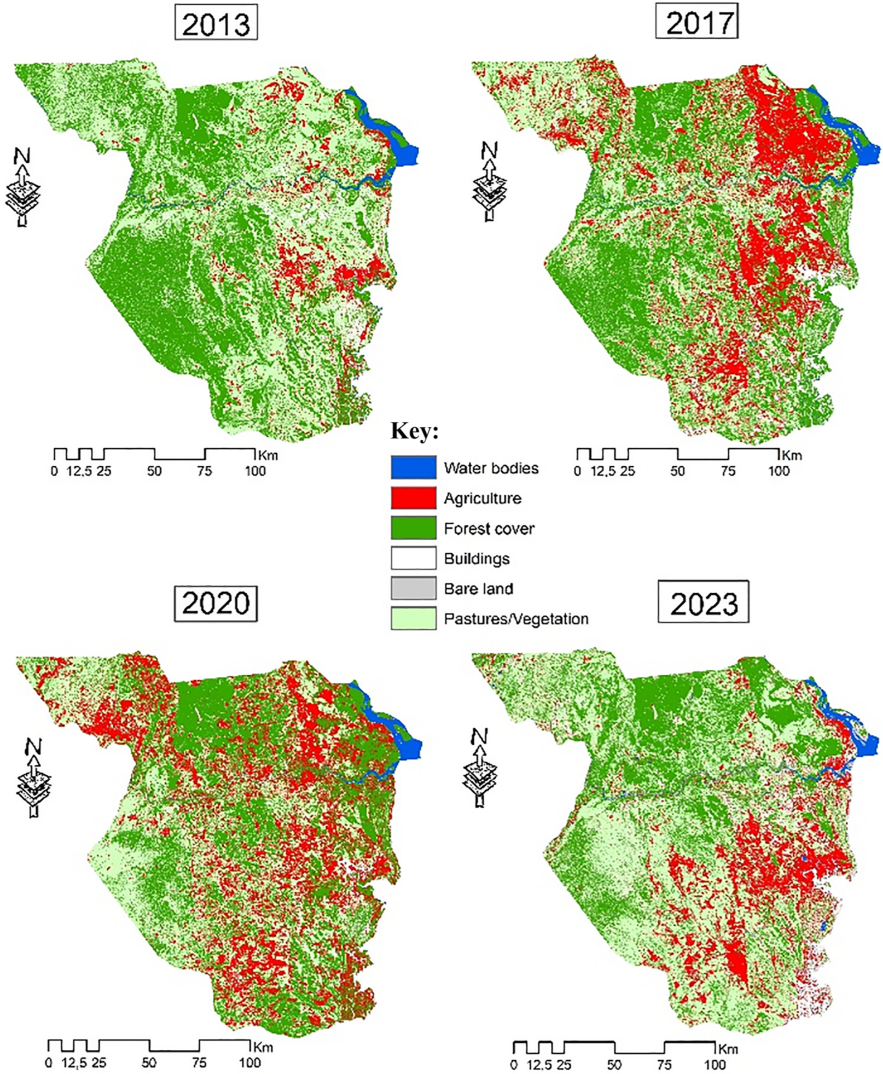 2013
2017
N
N
Km
0 12,5 25 50 75 100
Km
0 12,5 25 50 75 100
Key:
Water bodies
Agriculture
Forest cover
Buildings
Bare land
Pastures/Vegetation
2020
2023
N
N
Km
0 12,5 25 50 75 100
Km
0 12,5 25 50 75 100